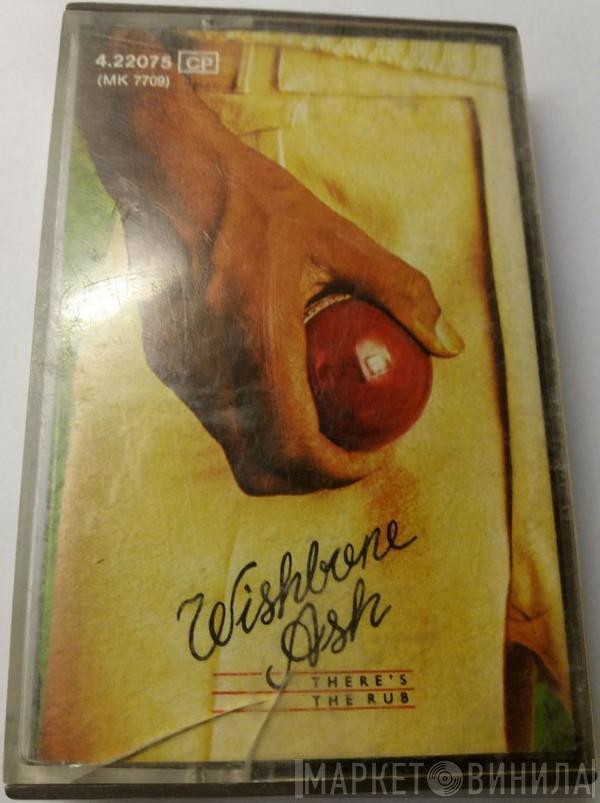 4.22075 CP
(MK 7709)
Wishbone
Ash
THERE'S
THE RUB
МАРКЕТ ВИНИЛА